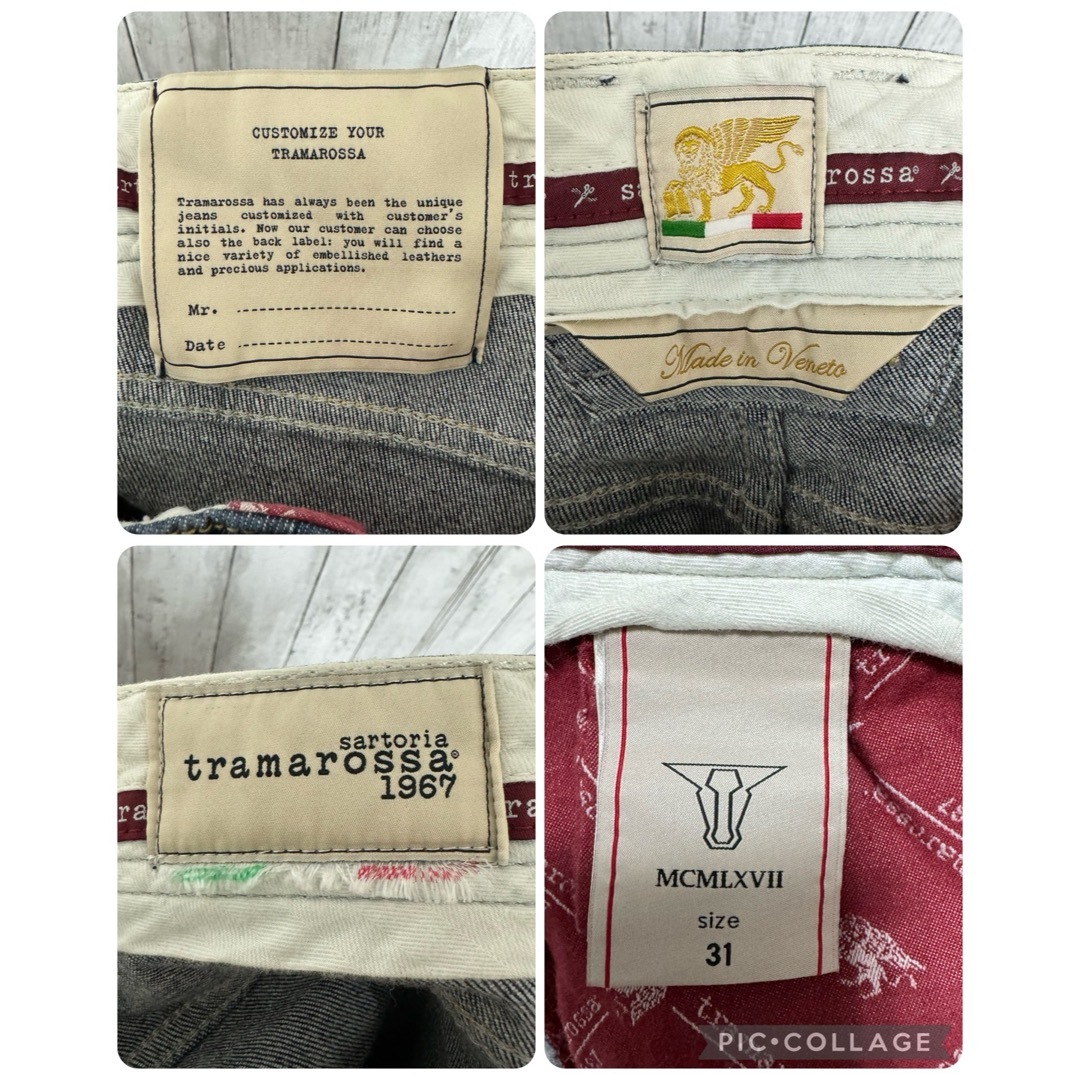 CUSTOMIZE YOUR
TRAMAROSSA
Tramarossa has always been the unique
jeans customized with customer's
initials. Now our customer can choose
also the back label: you will find a
nice variety of embellished leathers
and precious applications.
Mr.
Date
tr
s
rossa®
Made in Veneto
sartoria
tramarossa®
1967
ra
ra
MCMLXVII
size
31
PIC•COLLAGE